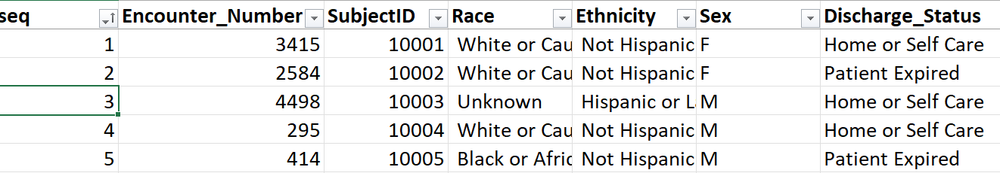 seq Encounter_Number SubjectID Race Ethnicity Sex Discharge_Status
1 3415 10001 White or Cau Not Hispanic F Home or Self Care
2 2584 10002 White or Cau Not Hispanic F Patient Expired
3 4498 10003 Unknown Hispanic or La M Home or Self Care
4 295 10004 White or Cau Not Hispanic M Home or Self Care
5 414 10005 Black or Afric Not Hispanic M Patient Expired